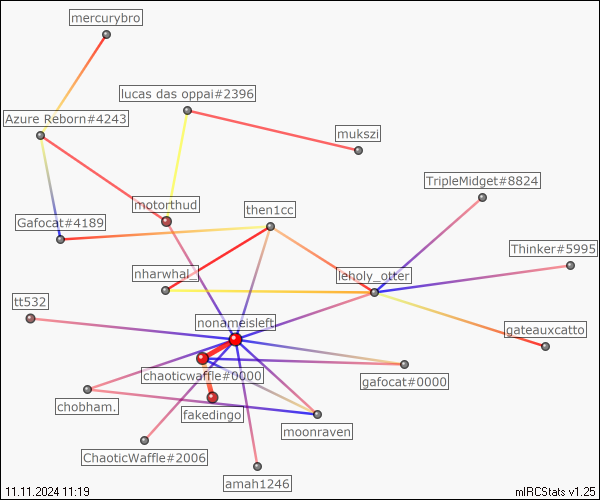 mercurybro
lucas das oppai#2396
Azure Reborn#4243
mukszi
TripleMidget#8824
motorthud
then1cc
Gafocat#4189
Thinker#5995
nharwhal_
leholy_otter
tt532
nonameisleft
gateauxcatto
chaoticwaffle#0000
gafocat#0000
chobham.
fakedingo
moonraven
ChaoticWaffle#2006
amah1246
11.11.2024 11:19
mIRCStats v1.25